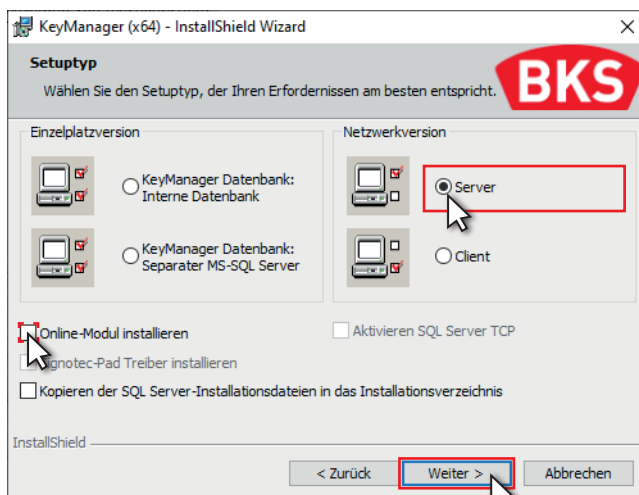 KeyManager (x64) - InstallShield Wizard
Setuptyp
Wählen Sie den Setuptyp, der Ihren Erfordernissen am besten entspricht.
BKS
Einzelplatzversion
KeyManager Datenbank:
Interne Datenbank
KeyManager Datenbank:
Separater MS-SQL Server
Netzwerkversion
Server
Client
Online-Modul installieren
Aktivieren SQL Server TCP
Signotec-Pad Treiber installieren
Kopieren der SQL Server-Installationsdateien in das Installationsverzeichnis
InstallShield
< Zurück
Weiter >
Abbrechen